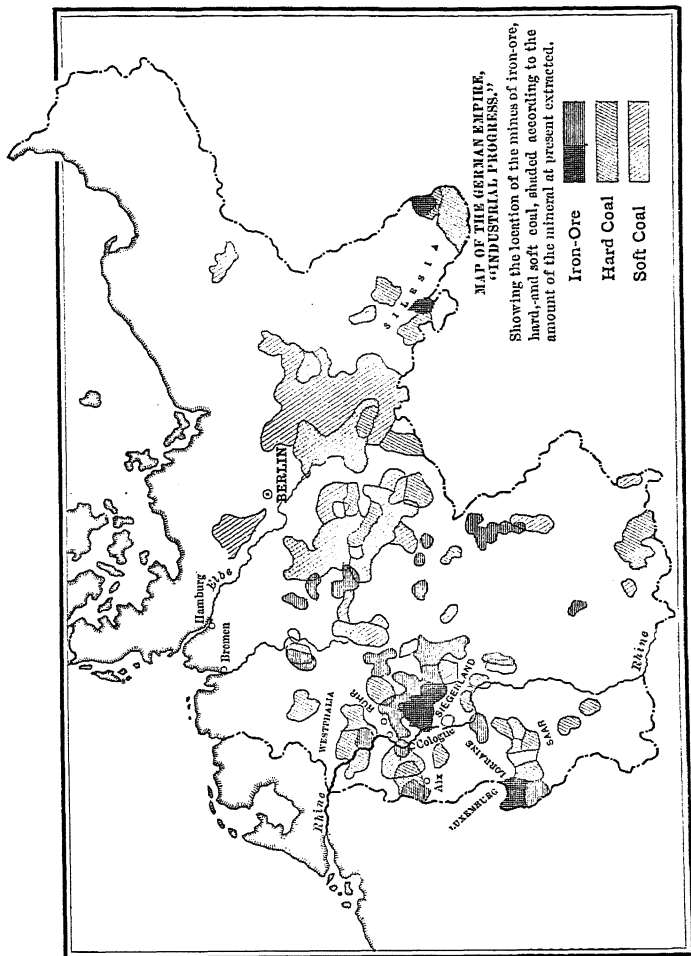 MAP OF THE GERMAN EMPIRE,
"INDUSTRIAL PROGRESS."
Showing the location of the mines of iron-ore,
hard,-and soft coal, shaded according to the
amount of the mineral at present extracted.
Iron-Ore
Hard Coal
Soft Coal
SILESIA
BERLIN
Elbe
Hamburg
Bremen
WESTPHALIA
RUHR
SIEGERLAND
Cologne
Aix
Rhine
LUXEMBURG
LORRAINE
SAAR
Rhine